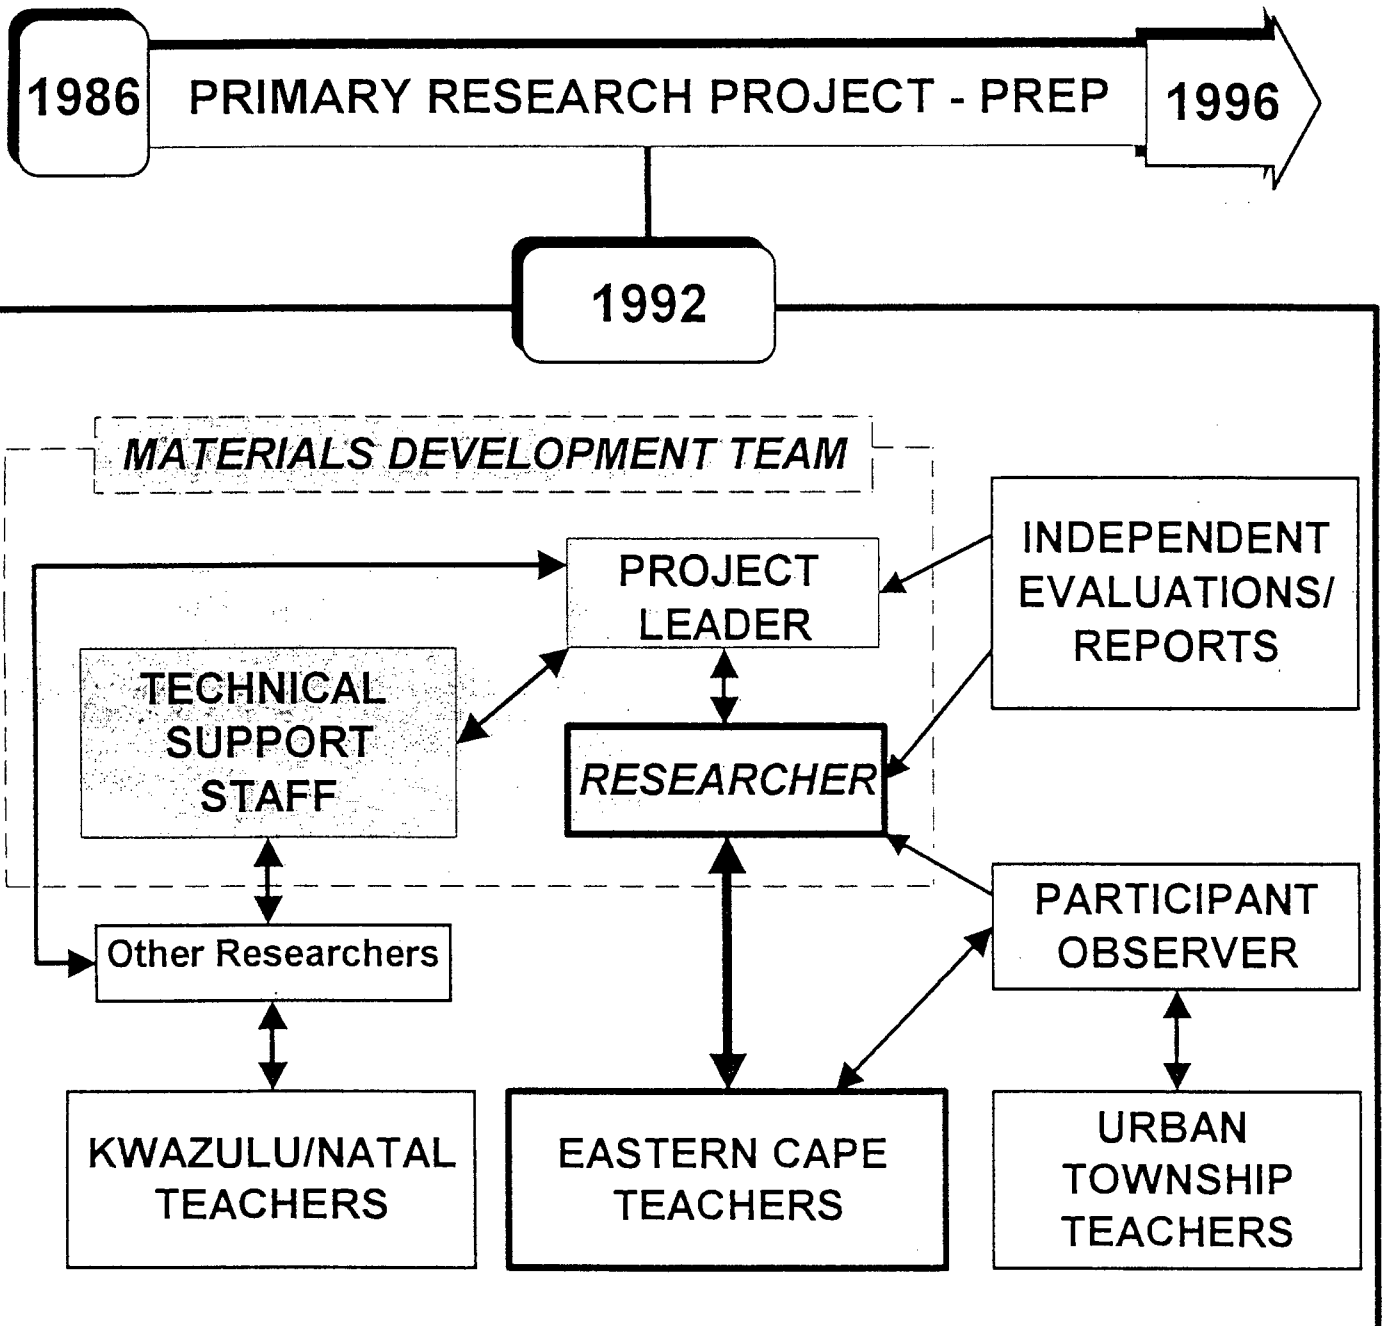 1986 PRIMARY RESEARCH PROJECT - PREP 1996
1992
MATERIALS DEVELOPMENT TEAM
PROJECT
LEADER
INDEPENDENT
EVALUATIONS/
REPORTS
TECHNICAL
SUPPORT
STAFF
RESEARCHER
PARTICIPANT
OBSERVER
Other Researchers
KWAZULU/NATAL
TEACHERS
EASTERN CAPE
TEACHERS
URBAN
TOWNSHIP
TEACHERS